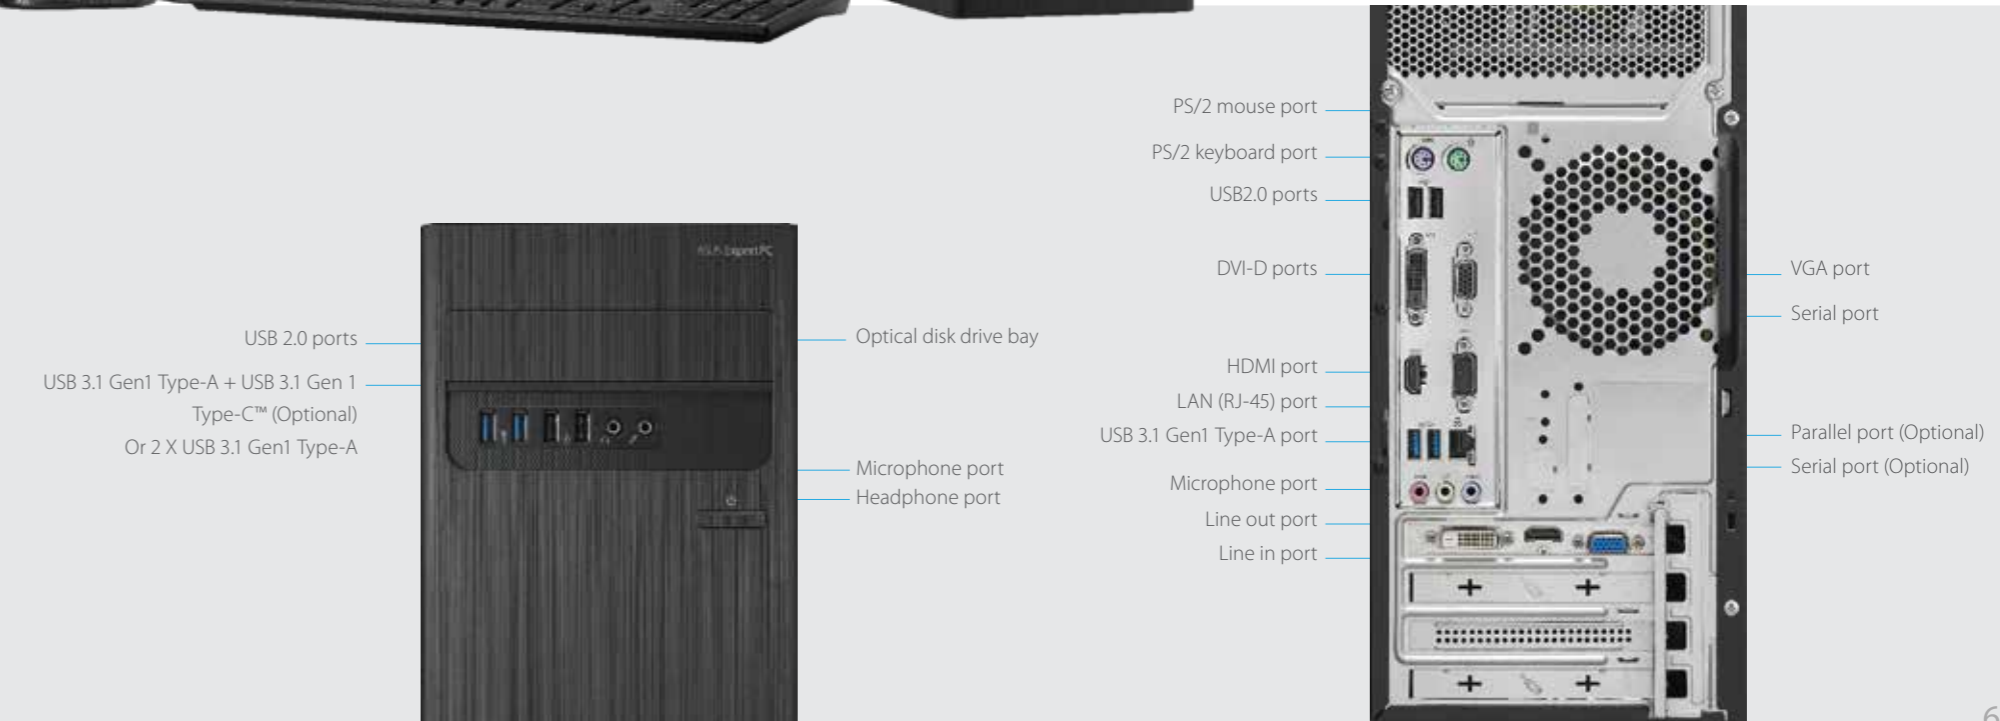 PS/2 mouse port
PS/2 keyboard port
USB2.0 ports
DVI-D ports
HDMI port
LAN (RJ-45) port
USB 3.1 Gen1 Type-A port
Microphone port
Line out port
Line in port
VGA port
Serial port
Parallel port (Optional)
Serial port (Optional)
ASUS ExpertPC
USB 2.0 ports
USB 3.1 Gen1 Type-A + USB 3.1 Gen 1
Type-C™ (Optional)
Or 2 X USB 3.1 Gen1 Type-A
Optical disk drive bay
Microphone port
Headphone port
6